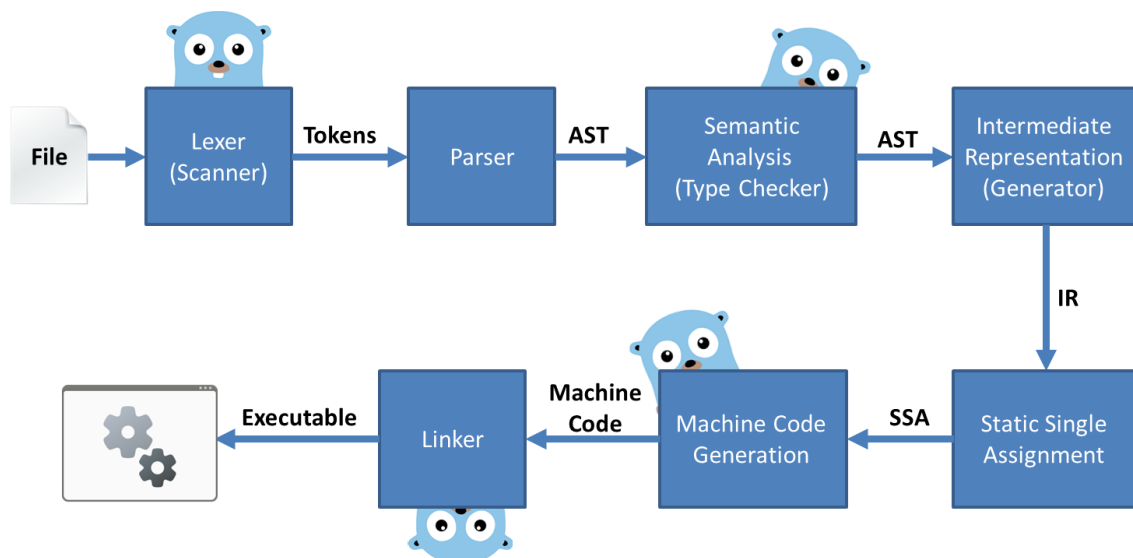 File
Lexer
(Scanner)
Tokens
Parser
AST
Semantic
Analysis
(Type Checker)
AST
Intermediate
Representation
(Generator)
IR
Static Single
Assignment
SSA
Machine Code
Generation
Machine
Code
Linker
Executable